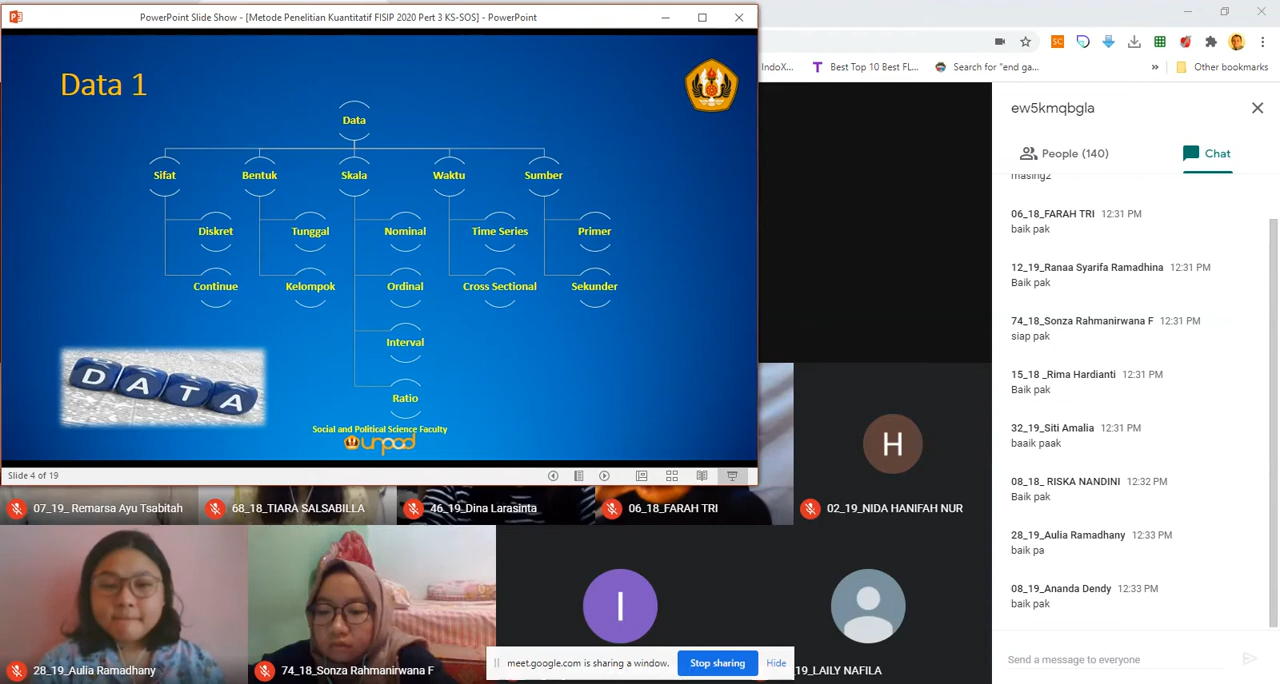 PowerPoint Slide Show - [Metode Penelitian Kuantitatif FISIP 2020 Pert 3 KS-SOS] - PowerPoint
Data 1
Data
Sifat
Bentuk
Skala
Waktu
Sumber
Diskret
Tunggal
Nominal
Time Series
Primer
Continue
Kelompok
Ordinal
Cross Sectional
Sekunder
Interval
Ratio
DATA
Social and Political Science Faculty
unpad
Slide 4 of 19
SC
IndoX...
Best Top 10 Best FL...
Search for "end ga...
»
Other bookmarks
ew5kmqbgla
People (140)
Chat
masing2
06_18_FARAH TRI 12:31 PM
baik pak
12_19_Ranaa Syarifa Ramadhina 12:31 PM
Baik pak
74_18_Sonza Rahmanirwana F 12:31 PM
siap pak
15_18 _Rima Hardianti 12:31 PM
Baik pak
32_19_Siti Amalia 12:31 PM
baaik paak
08_18_ RISKA NANDINI 12:32 PM
Baik pak
28_19_Aulia Ramadhany 12:33 PM
baik pa
08_19_Ananda Dendy 12:33 PM
baik pak
Send a message to everyone
H
07_19_ Remarsa Ayu Tsabitah
68_18_TIARA SALSABILLA
46_19_Dina Larasinta
06_18_FARAH TRI
02_19_NIDA HANIFAH NUR
I
28_19_Aulia Ramadhany
74_18_Sonza Rahmanirwana F
19_LAILY NAFILA
meet.google.com is sharing a window.
Stop sharing
Hide